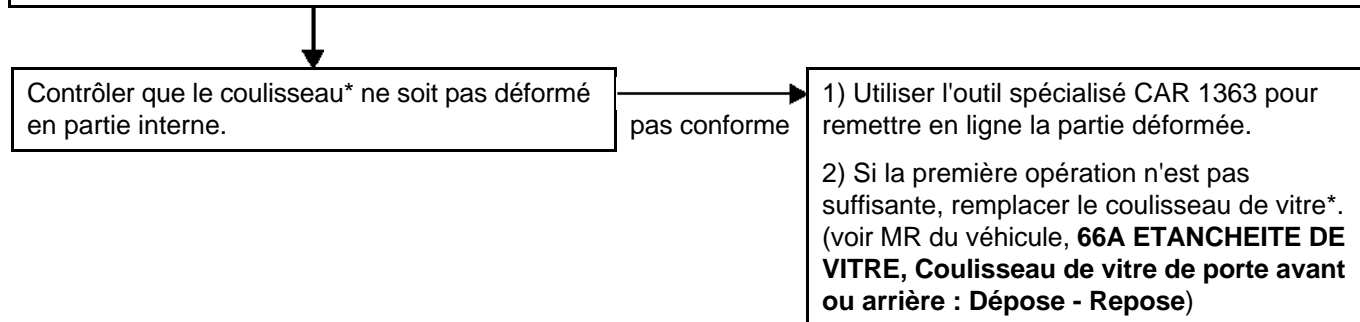 Contrôler que le coulisseau* ne soit pas déformé
en partie interne.
pas conforme
1) Utiliser l'outil spécialisé CAR 1363 pour
remettre en ligne la partie déformée.
2) Si la première opération n'est pas
suffisante, remplacer le coulisseau de vitre*.
(voir MR du véhicule, 66A ETANCHEITE DE
VITRE, Coulisseau de vitre de porte avant
ou arrière : Dépose - Repose)